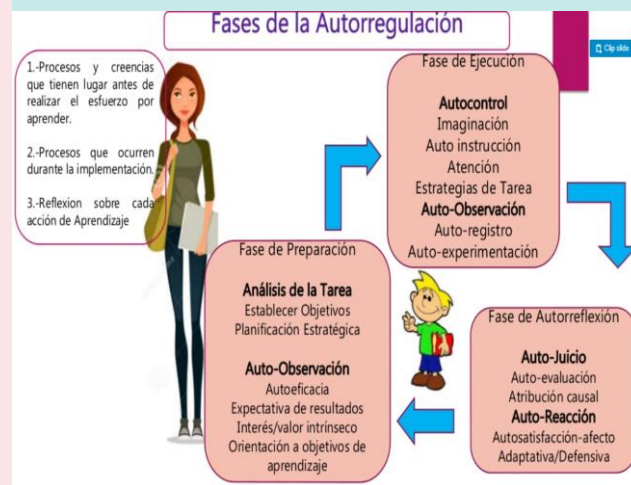 Fases de la Autorregulación
Clip slide
1.-Procesos y creencias
que tienen lugar antes de
realizar el esfuerzo por
aprender.
2.-Procesos que ocurren
durante la implementación.
3.-Reflexion sobre cada
acción de Aprendizaje
Fase de Preparación
Análisis de la Tarea
Establecer Objetivos
Planificación Estratégica
Auto-Observación
Autoeficacia
Expectativa de resultados
Interés/valor intrínseco
Orientación a objetivos de
aprendizaje
Fase de Ejecución
Autocontrol
Imaginación
Auto instrucción
Atención
Estrategias de Tarea
Auto-Observación
Auto-registro
Auto-experimentación
Fase de Autorreflexión
Auto-Juicio
Auto-evaluación
Atribución causal
Auto-Reacción
Autosatisfacción-afecto
Adaptativa/Defensiva